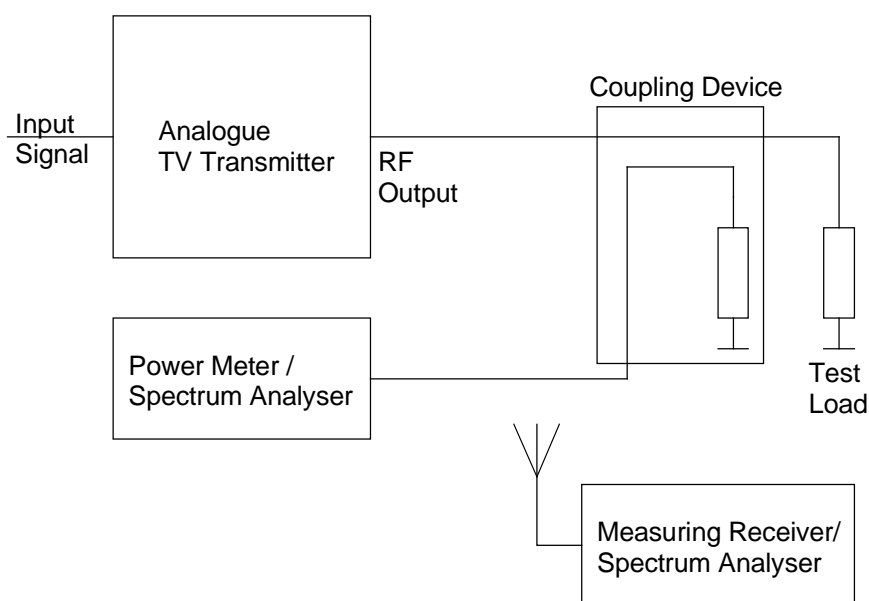 Coupling Device
Input
Signal
Analogue
TV Transmitter
RF
Output
Power Meter /
Spectrum Analyser
Test
Load
Measuring Receiver/
Spectrum Analyser